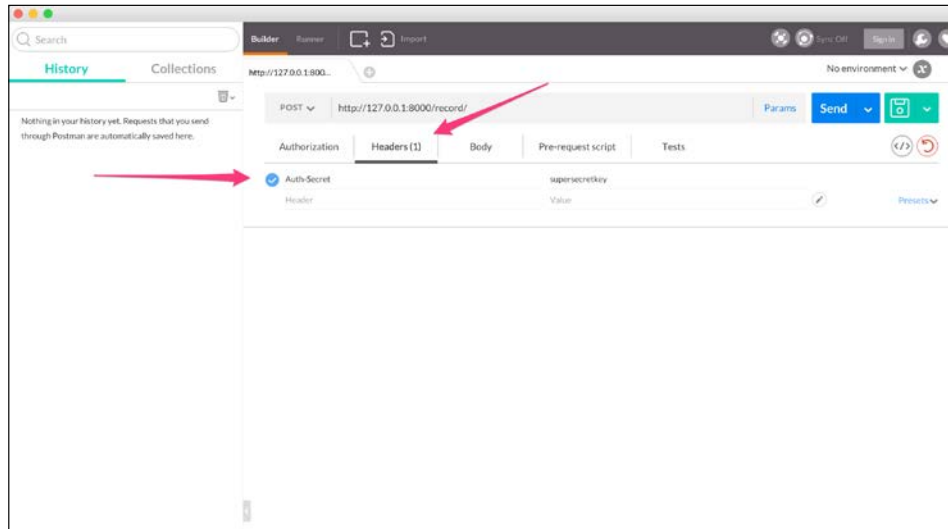 Search
Builder Runner Import Sync Off Sign in
History Collections
http://127.0.0.1:800...
No environment
Nothing in your history yet. Requests that you send
through Postman are automatically saved here.
POST http://127.0.0.1:8000/record/ Params Send
Authorization Headers (1) Body Pre-request script Tests
Auth-Secret supersecretkey
Header Value Presets